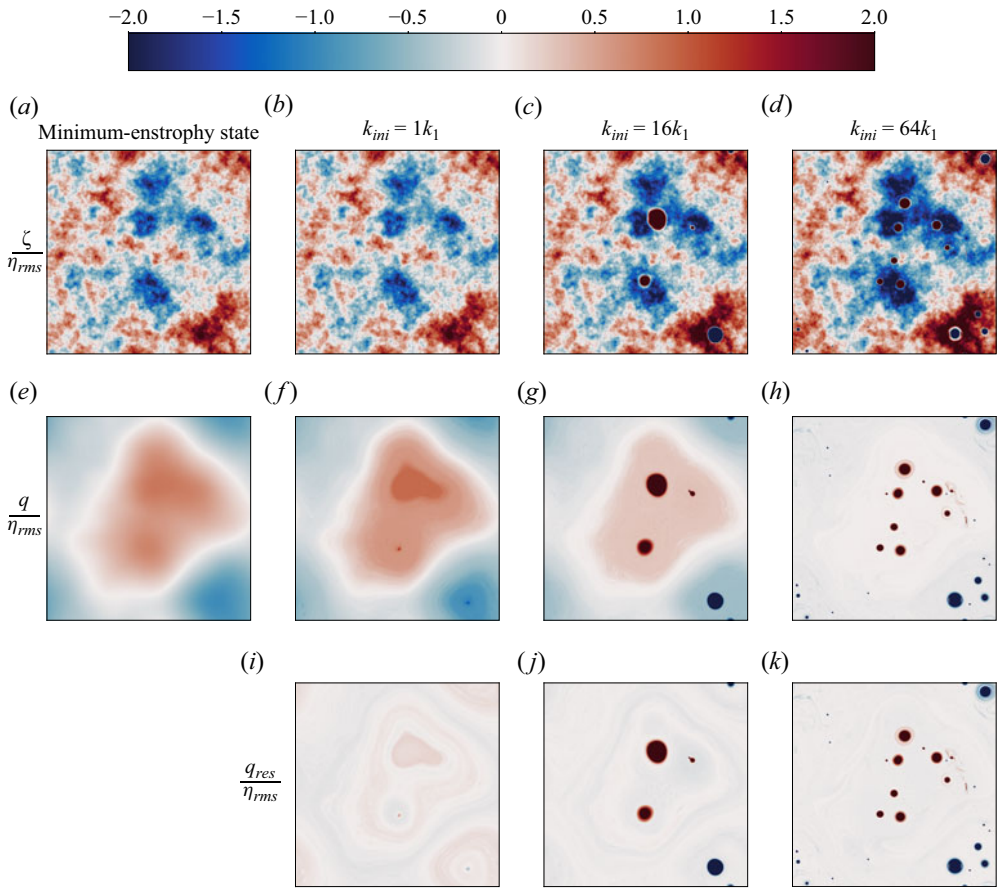 −2.0 −1.5 −1.0 −0.5 0 0.5 1.0 1.5 2.0
(a) (b) (c) (d)
Minimum-enstrophy state k_ini = 1k_1 k_ini = 16k_1 k_ini = 64k_1
ζ
η_rms
(e) (f) (g) (h)
q
η_rms
(i) (j) (k)
q_res
η_rms